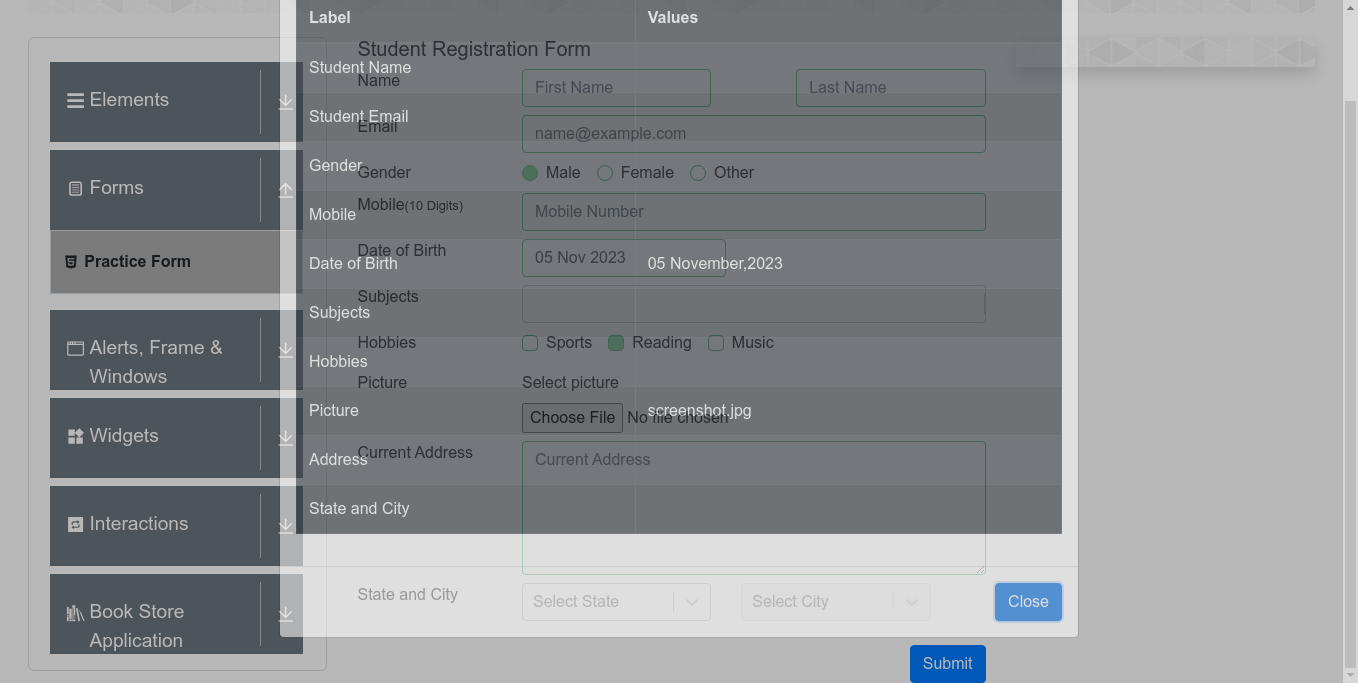 Label Values
Student Registration Form
Student Name
Name First Name Last Name
Elements
Student Email
Email name@example.com
Gender
Gender Male Female Other
Forms
Mobile(10 Digits) Mobile Number
Mobile
Date of Birth 05 Nov 2023
Date of Birth 05 November,2023
Practice Form
Subjects
Subjects
Hobbies Sports Reading Music
Alerts, Frame &
Windows
Hobbies
Picture Select picture
Picture screenshot.jpg
Choose File No file chosen
Widgets
Current Address Current Address
Address
State and City
Interactions
State and City Select State Select City Close
Book Store
Application
Submit